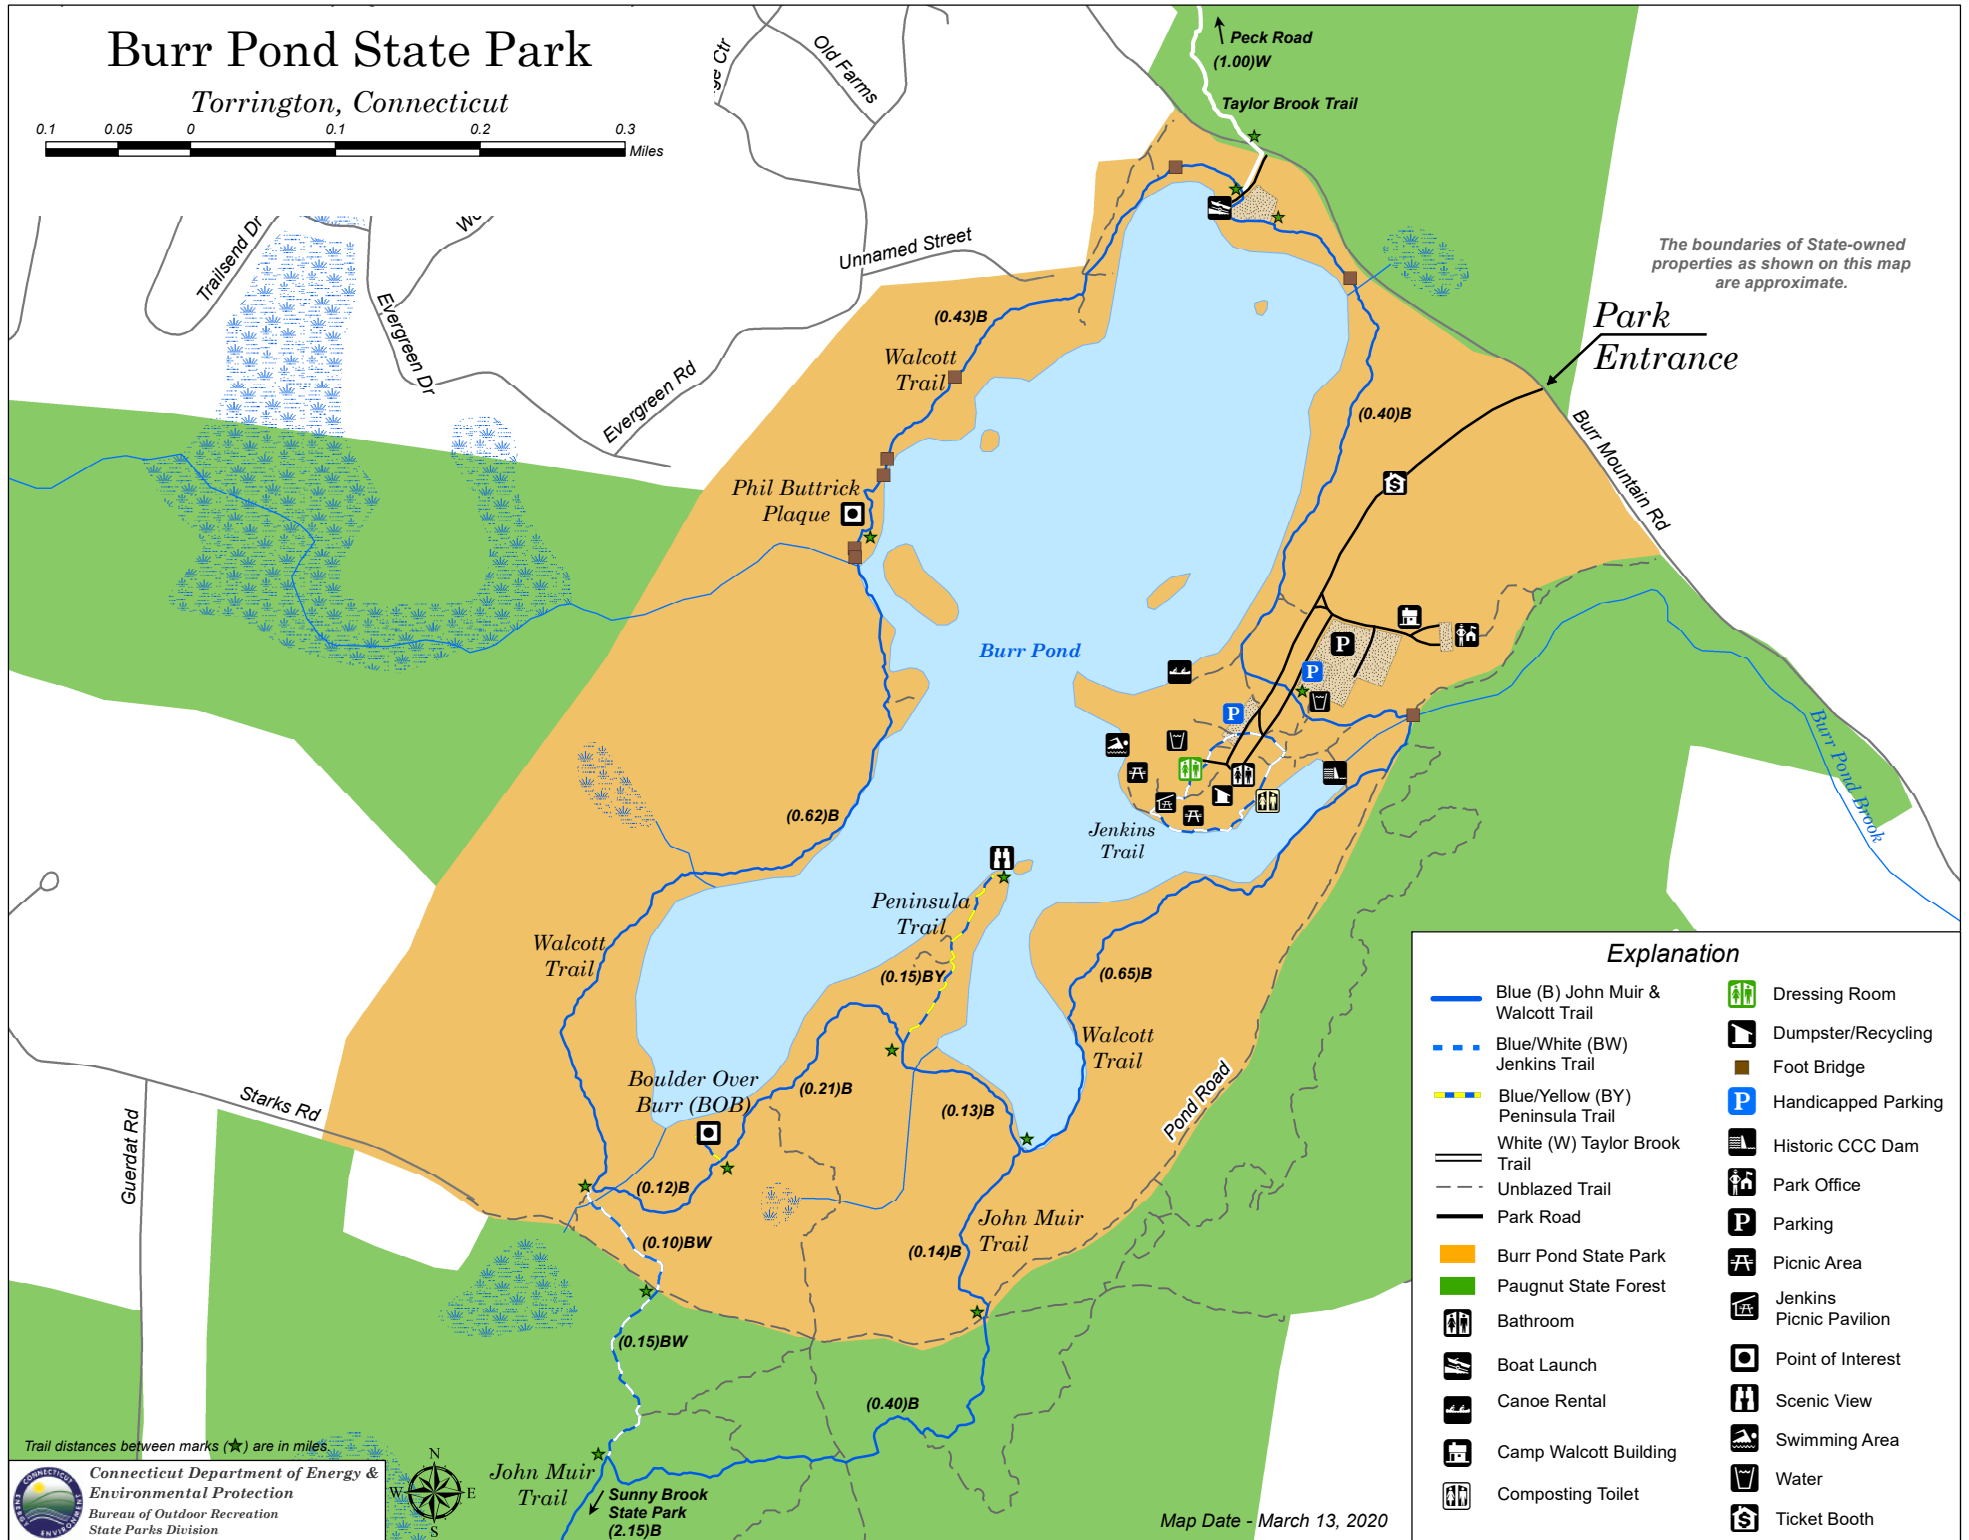 Burr Pond State Park
Torrington, Connecticut
0.1 0.05 0 0.1 0.2 0.3
Miles
Old Farms
Peck Road
(1.00)W
Taylor Brook Trail
Trailsend Dr
Evergreen Dr
Evergreen Rd
Unnamed Street
The boundaries of State-owned
properties as shown on this map
are approximate.
Park
Entrance
(0.43)B
Walcott
Trail
(0.40)B
Burr Mountain Rd
Phil Buttrick
Plaque
Burr Pond
P
P
P
Burr Pond Brook
(0.62)B
Jenkins
Trail
Peninsula
Trail
Walcott
Trail
(0.15)BY
(0.65)B
Walcott
Trail
Boulder Over
Burr (BOB)
(0.21)B
(0.13)B
Pond Road
Starks Rd
Guerdat Rd
(0.12)B
(0.10)BW
John Muir
Trail
(0.14)B
(0.15)BW
(0.40)B
John Muir
Trail
Sunny Brook
State Park
(2.15)B
Trail distances between marks ( ) are in miles.
N
W E
S
CONNECTICUT
ENERGY ENVIRONMENT
Connecticut Department of Energy &
Environmental Protection
Bureau of Outdoor Recreation
State Parks Division
Map Date - March 13, 2020
Explanation
Blue (B) John Muir &
Walcott Trail
Blue/White (BW)
Jenkins Trail
Blue/Yellow (BY)
Peninsula Trail
White (W) Taylor Brook
Trail
Unblazed Trail
Park Road
Burr Pond State Park
Paugnut State Forest
Bathroom
Boat Launch
Canoe Rental
Camp Walcott Building
Composting Toilet
Dressing Room
Dumpster/Recycling
Foot Bridge
P Handicapped Parking
Historic CCC Dam
Park Office
P Parking
Picnic Area
Jenkins
Picnic Pavilion
Point of Interest
Scenic View
Swimming Area
Water
$ Ticket Booth